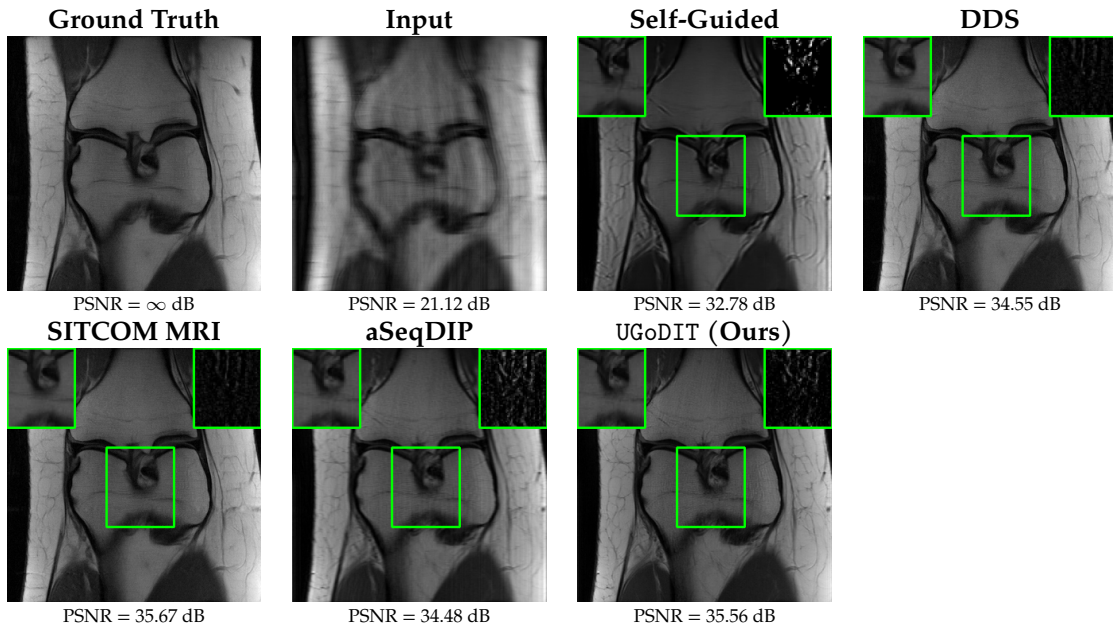 Ground Truth Input Self-Guided DDS
PSNR = ∞ dB PSNR = 21.12 dB PSNR = 32.78 dB PSNR = 34.55 dB
SITCOM MRI aSeqDIP UGoDIT (Ours)
PSNR = 35.67 dB PSNR = 34.48 dB PSNR = 35.56 dB